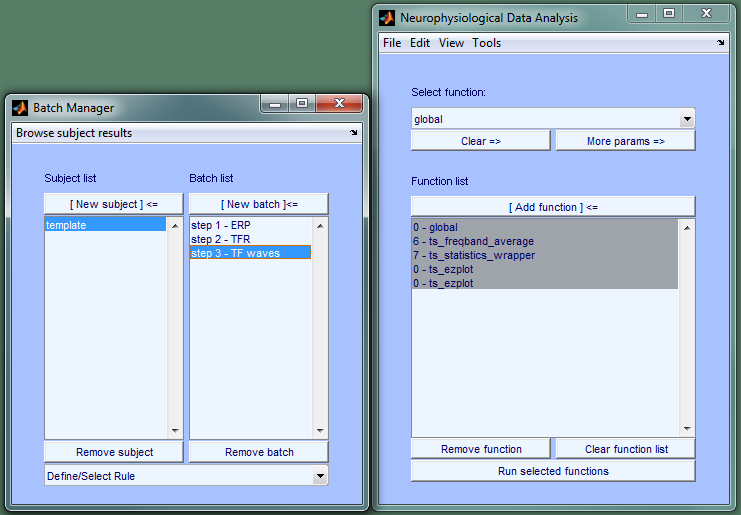 Batch Manager
Browse subject results
Subject list
Batch list
[ New subject ] <=
[ New batch ]<=
template
step 1 - ERP
step 2 - TFR
step 3 - TF waves
Remove subject
Remove batch
Define/Select Rule
Neurophysiological Data Analysis
File Edit View Tools
Select function:
global
Clear =>
More params =>
Function list
[ Add function ] <=
0 - global
6 - ts_freqband_average
7 - ts_statistics_wrapper
0 - ts_ezplot
0 - ts_ezplot
Remove function
Clear function list
Run selected functions